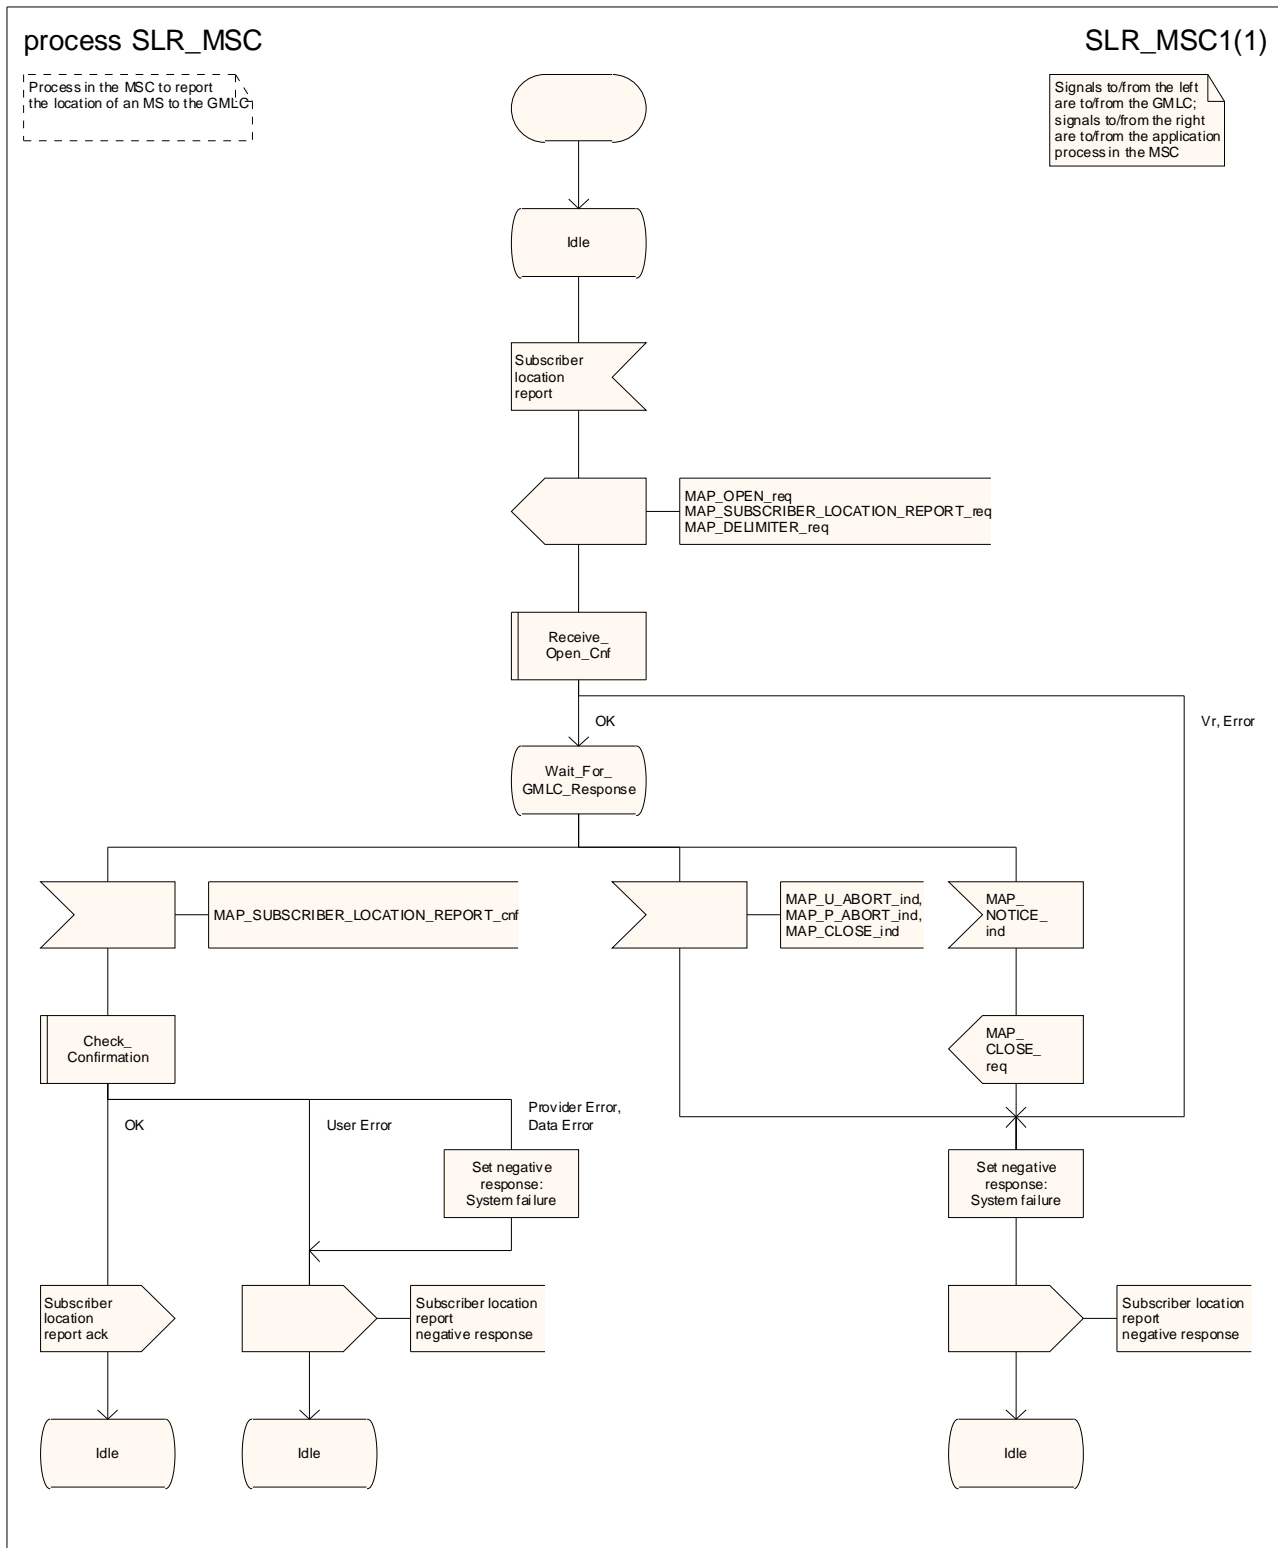 process SLR_MSC
SLR_MSC1(1)
Process in the MSC to report
the location of an MS to the GMLC
Signals to/from the left
are to/from the GMLC;
signals to/from the right
are to/from the application
process in the MSC
Idle
Subscriber
location
report
MAP_OPEN_req
MAP_SUBSCRIBER_LOCATION_REPORT_req
MAP_DELIMITER_req
Receive_
Open_Cnf
OK
Vr, Error
Wait_For_
GMLC_Response
MAP_SUBSCRIBER_LOCATION_REPORT_cnf
MAP_U_ABORT_ind,
MAP_P_ABORT_ind,
MAP_CLOSE_ind
MAP_
NOTICE_
ind
Check_
Confirmation
MAP_
CLOSE_
req
OK
User Error
Provider Error,
Data Error
Set negative
response:
System failure
Set negative
response:
System failure
Subscriber
location
report ack
Subscriber location
report
negative response
Subscriber location
report
negative response
Idle
Idle
Idle